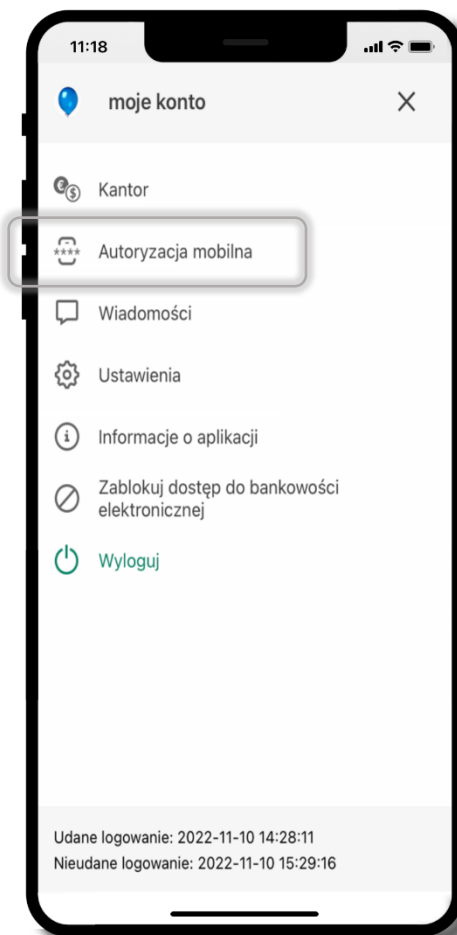 11:18
moje konto
Kantor
Autoryzacja mobilna
Wiadomości
Ustawienia
Informacje o aplikacji
Zablokuj dostęp do bankowości
elektronicznej
Wyloguj
Udane logowanie: 2022-11-10 14:28:11
Nieudane logowanie: 2022-11-10 15:29:16